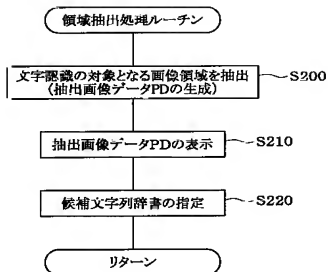 領域抽出処理ルーチン
文字認識の対象となる画像領域を抽出
(抽出画像データPDの生成)
S200
抽出画像データPDの表示
S210
候補文字列辞書の指定
S220
リターン